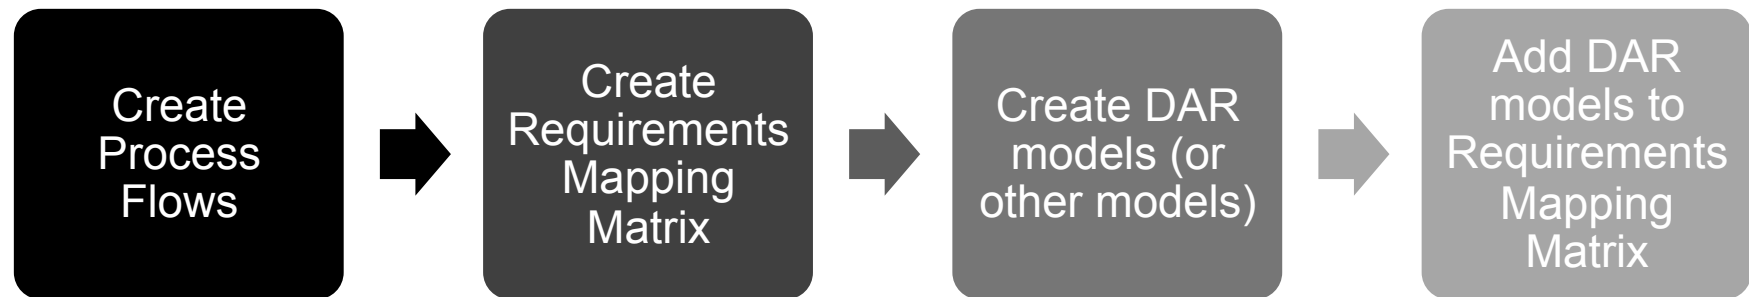 Create
Process
Flows
Create
Requirements
Mapping
Matrix
Create DAR
models (or
other models)
Add DAR
models to
Requirements
Mapping
Matrix